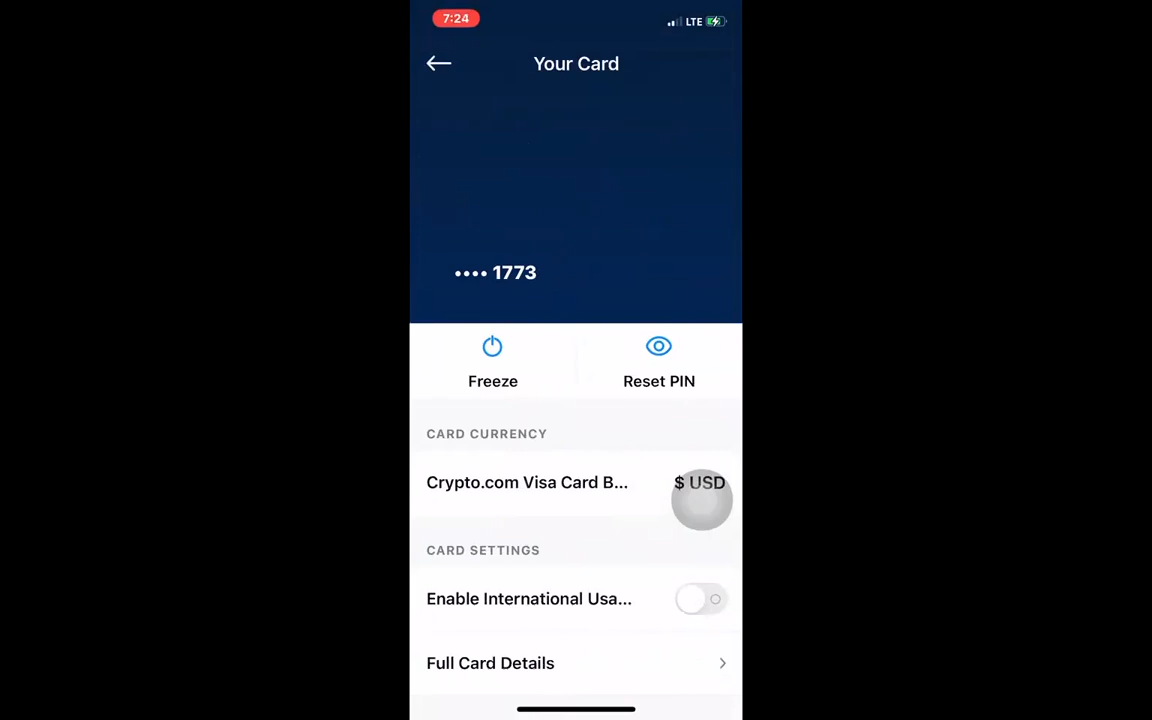 7:24
LTE
Your Card
•••• 1773
Freeze
Reset PIN
CARD CURRENCY
Crypto.com Visa Card B...
$ USD
CARD SETTINGS
Enable International Usa...
Full Card Details